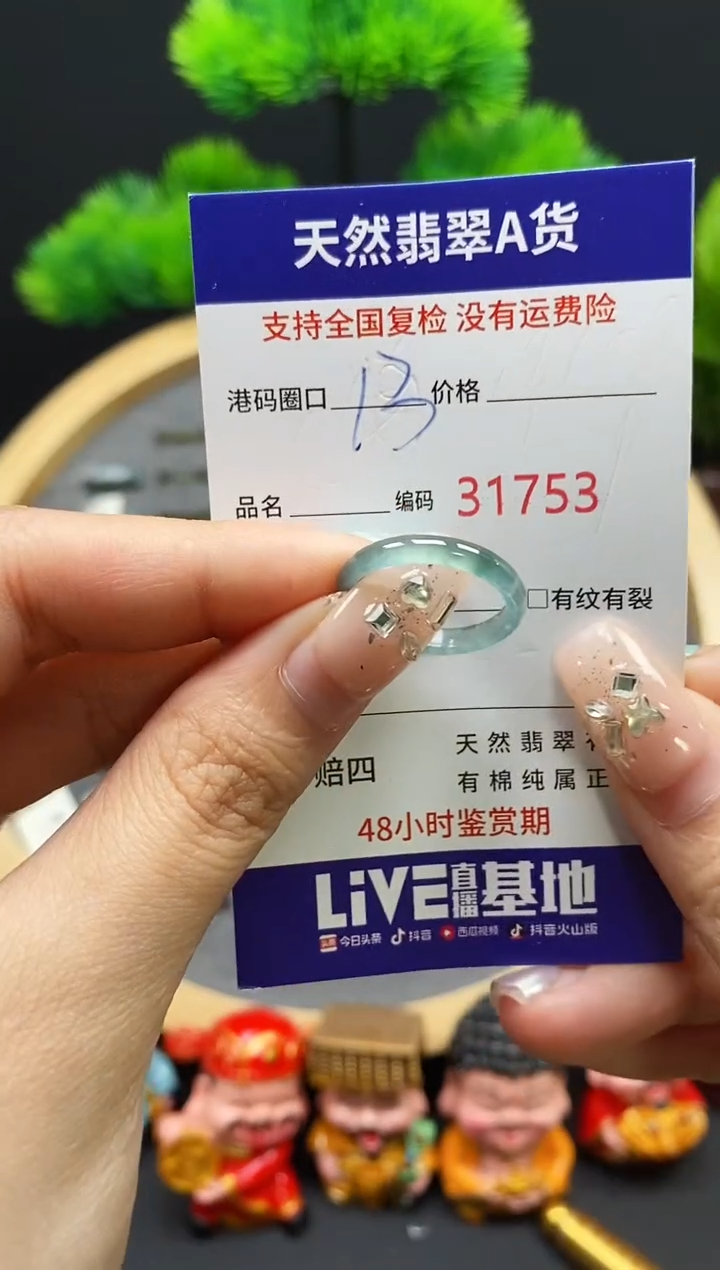 天然翡翠A货
支持全国复检 没有运费险
港码圈口 13 价格
品名 编码 31753
□有纹有裂
赔四 天然翡翠
有棉纯属正
48小时鉴赏期
LiVE直播基地
头条 今日头条 抖音 西瓜视频 抖音火山版